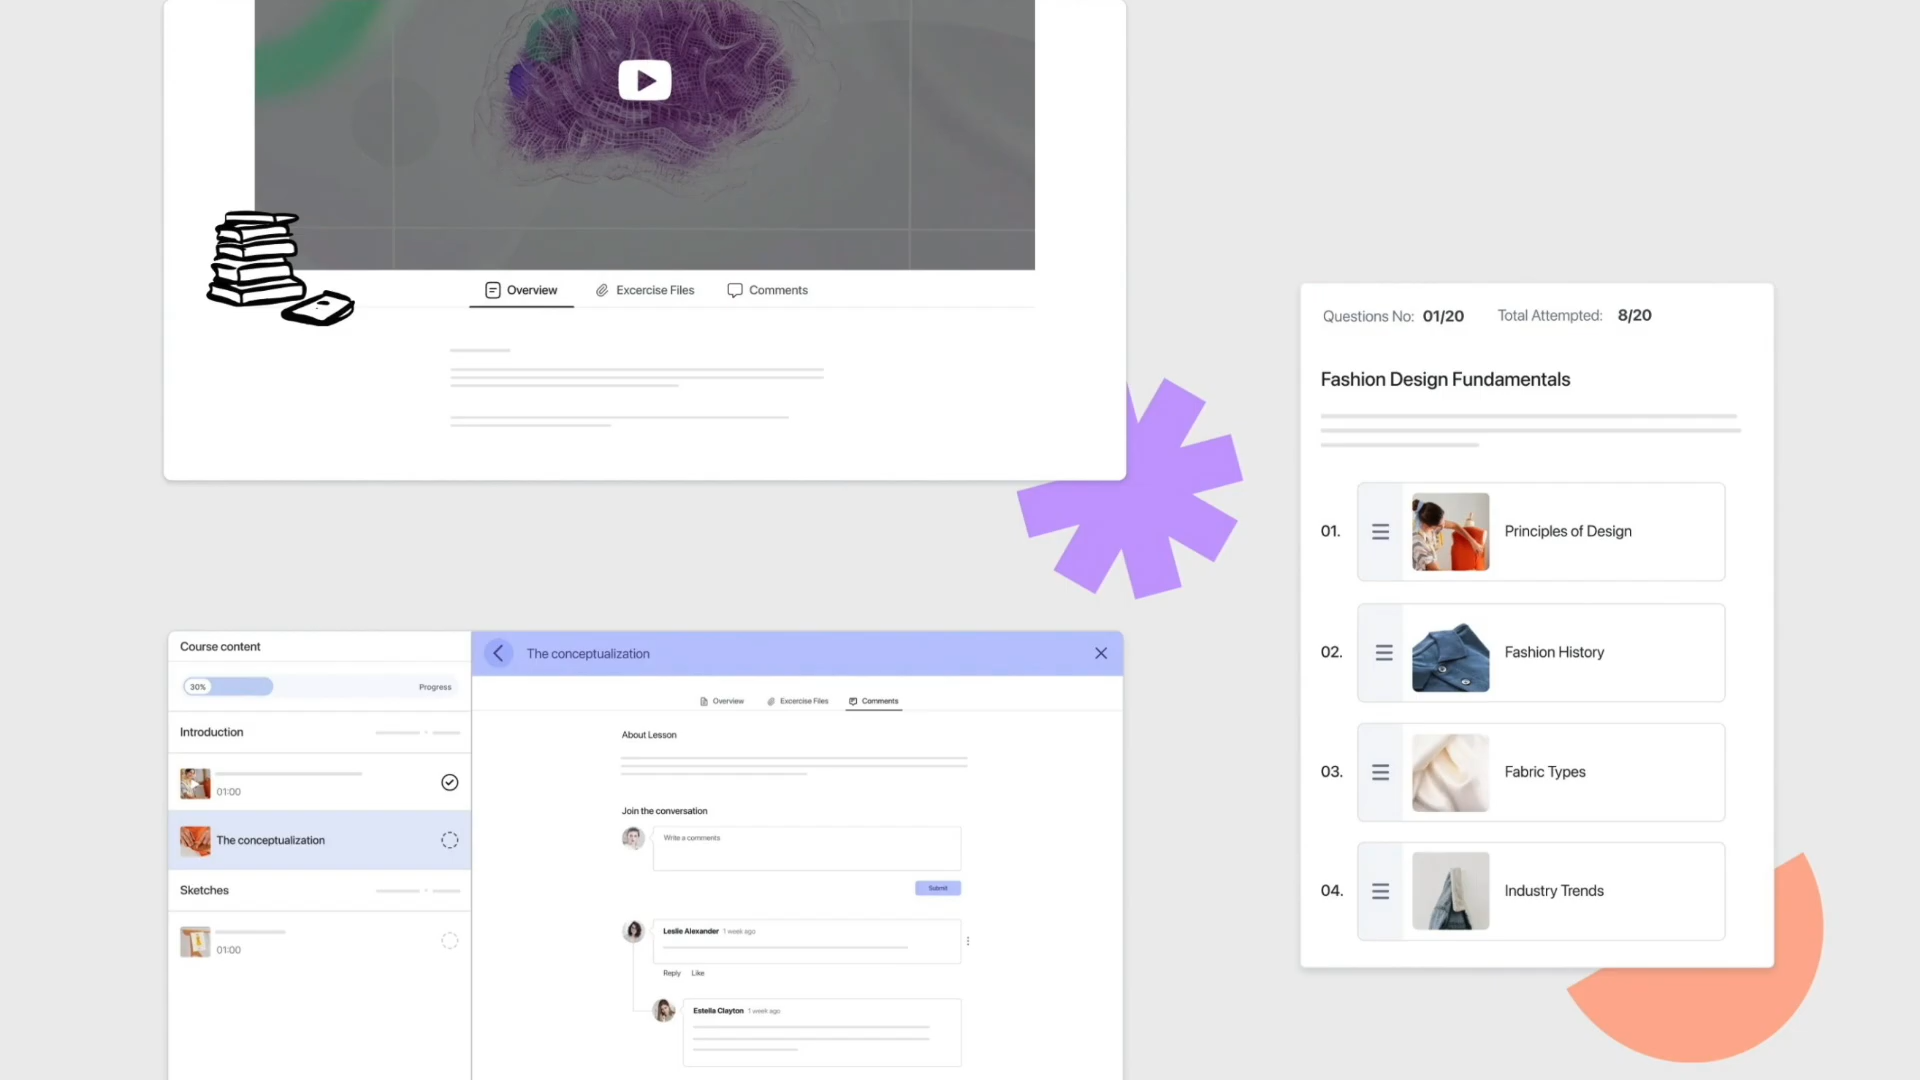 Overview
Excercise Files
Comments
Questions No: 01/20
Total Attempted: 8/20
Fashion Design Fundamentals
01.
Principles of Design
02.
Fashion History
03.
Fabric Types
04.
Industry Trends
Course content
30%
Progress
Introduction
01:00
The conceptualization
Sketches
01:00
The conceptualization
Overview
Excercise Files
Comments
About Lesson
Join the conversation
Write a comments
Submit
Leslie Alexander 1 week ago
Reply Like
Estella Clayton 1 week ago